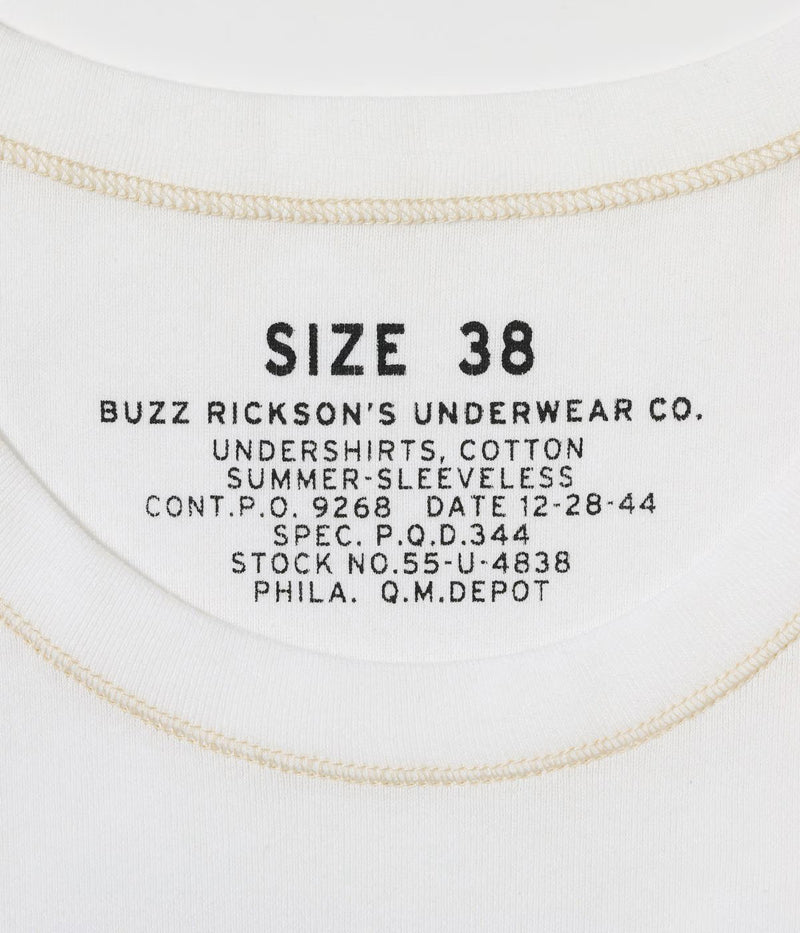 SIZE 38
BUZZ RICKSON'S UNDERWEAR CO.
UNDERSHIRTS, COTTON
SUMMER-SLEEVELESS
CONT.P.O. 9268 DATE 12-28-44
SPEC. P.Q.D.344
STOCK NO.55-U-4838
PHILA. Q.M.DEPOT